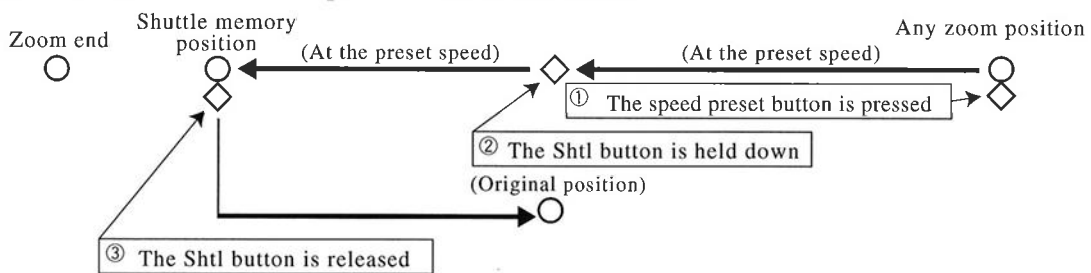 Shuttle memory
position
Zoom end
Any zoom position
(At the preset speed)
(At the preset speed)
① The speed preset button is pressed
② The Shtl button is held down
(Original position)
③ The Shtl button is released